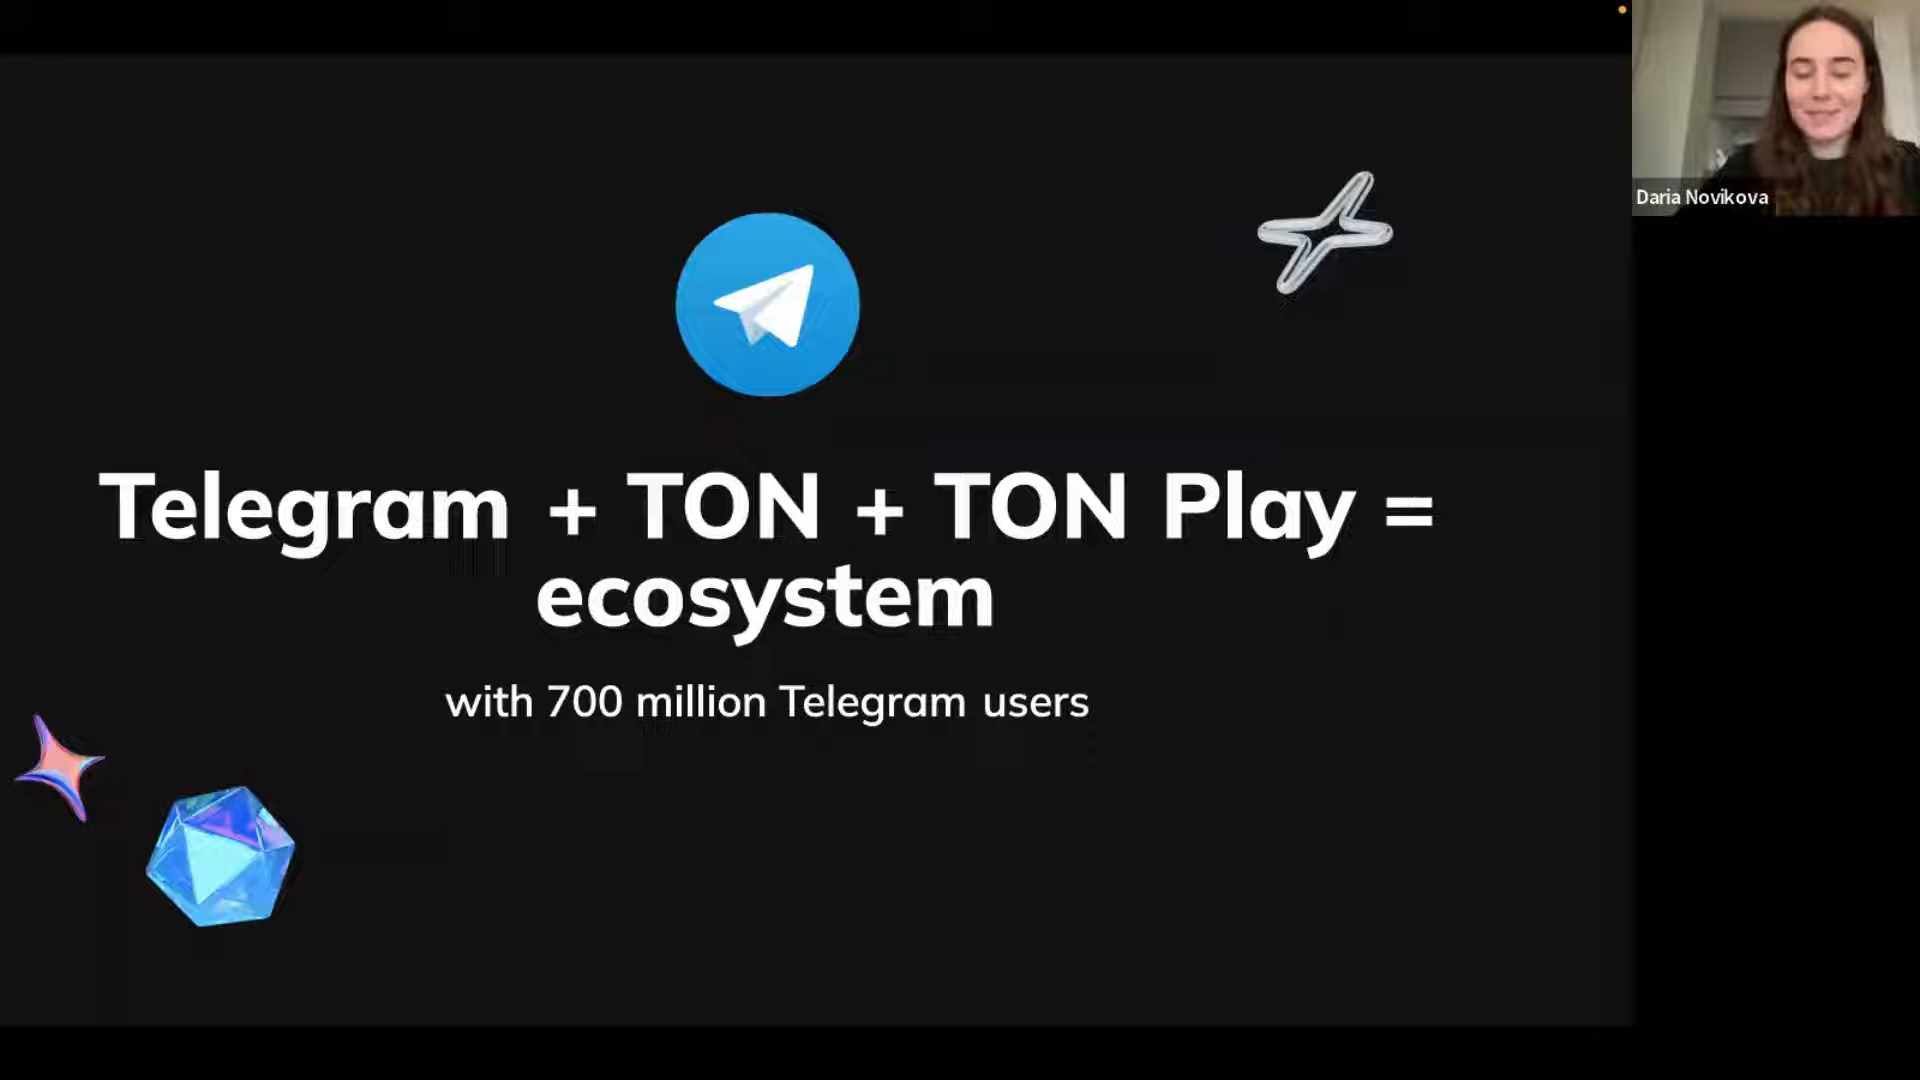 Telegram + TON + TON Play =
ecosystem
with 700 million Telegram users
Daria Novikova